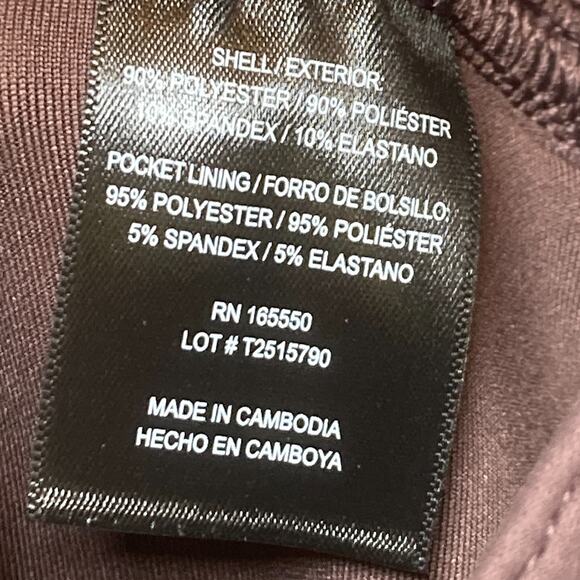 SHELL/EXTERIOR:
90% POLYESTER / 90% POLIÉSTER
10% SPANDEX / 10% ELASTANO
POCKET LINING / FORRO DE BOLSILLO:
95% POLYESTER / 95% POLIÉSTER
5% SPANDEX / 5% ELASTANO
RN 165550
LOT # T2515790
MADE IN CAMBODIA
HECHO EN CAMBOYA